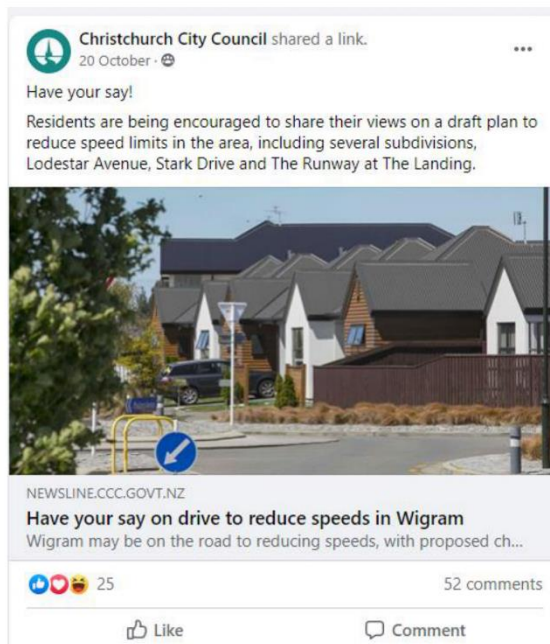 Christchurch City Council shared a link.
20 October ·
Have your say!
Residents are being encouraged to share their views on a draft plan to
reduce speed limits in the area, including several subdivisions,
Lodestar Avenue, Stark Drive and The Runway at The Landing.
NEWSLINE.CCC.GOVT.NZ
Have your say on drive to reduce speeds in Wigram
Wigram may be on the road to reducing speeds, with proposed ch...
25
52 comments
Like
Comment